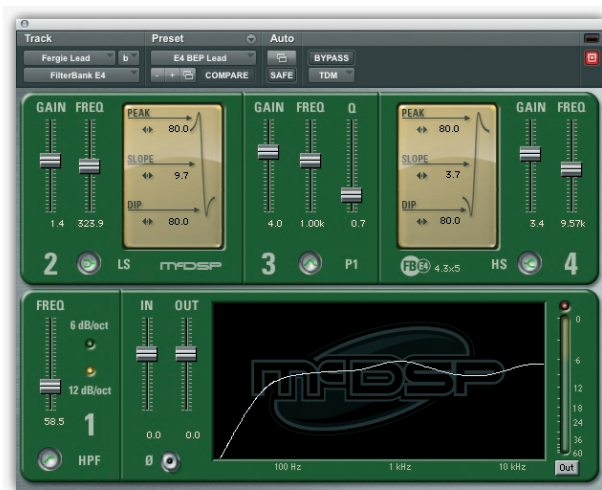 Track Preset Auto
Fergie Lead b E4 BEP Lead BYPASS
FilterBank E4 - + COMPARE SAFE TDM
GAIN FREQ PEAK 80.0 SLOPE 9.7 DIP 80.0
1.4 323.9
2 LS McDSP
GAIN FREQ Q
4.0 1.00k 0.7
3 P1
PEAK 80.0 SLOPE 3.7 DIP 80.0 GAIN FREQ
3.4 9.57k
FB E4 4.3x5 HS 4
FREQ
6 dB/oct
12 dB/oct
58.5
1
HPF
IN OUT
0.0 0.0
Ø
McDSP
100 Hz 1 kHz 10 kHz
0
6
12
18
24
36
60
Out